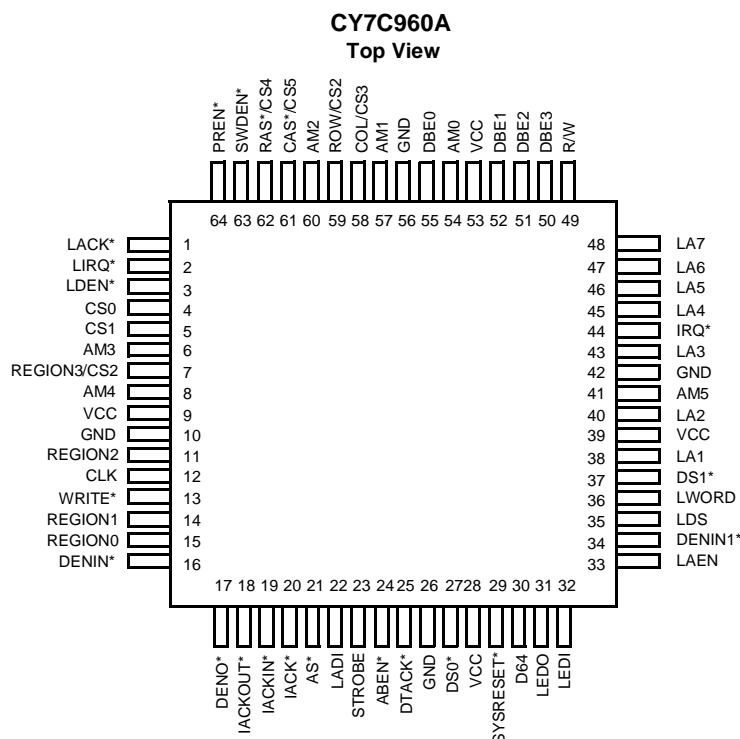 CY7C960A
Top View
PREN*
SWDEN*
RAS*/CS4
CAS*/CS5
AM2
ROW/CS2
COL/CS3
AM1
GND
DBE0
AM0
VCC
DBE1
DBE2
DBE3
R/W
64 63 62 61 60 59 58 57 56 55 54 53 52 51 50 49
LACK* 1
LIRQ* 2
LDEN* 3
CS0 4
CS1 5
AM3 6
REGION3/CS2 7
AM4 8
VCC 9
GND 10
REGION2 11
CLK 12
WRITE* 13
REGION1 14
REGION0 15
DENIN* 16
48 LA7
47 LA6
46 LA5
45 LA4
44 IRQ*
43 LA3
42 GND
41 AM5
40 LA2
39 VCC
38 LA1
37 DS1*
36 LWORD
35 LDS
34 DENIN1*
33 LAEN
17 18 19 20 21 22 23 24 25 26 27 28 29 30 31 32
DENO*
IACKOUT*
IACKIN*
IACK*
AS*
LADI
STROBE
ABEN*
DTACK*
GND
DS0*
VCC
SYSRESET*
D64
LEDO
LEDI